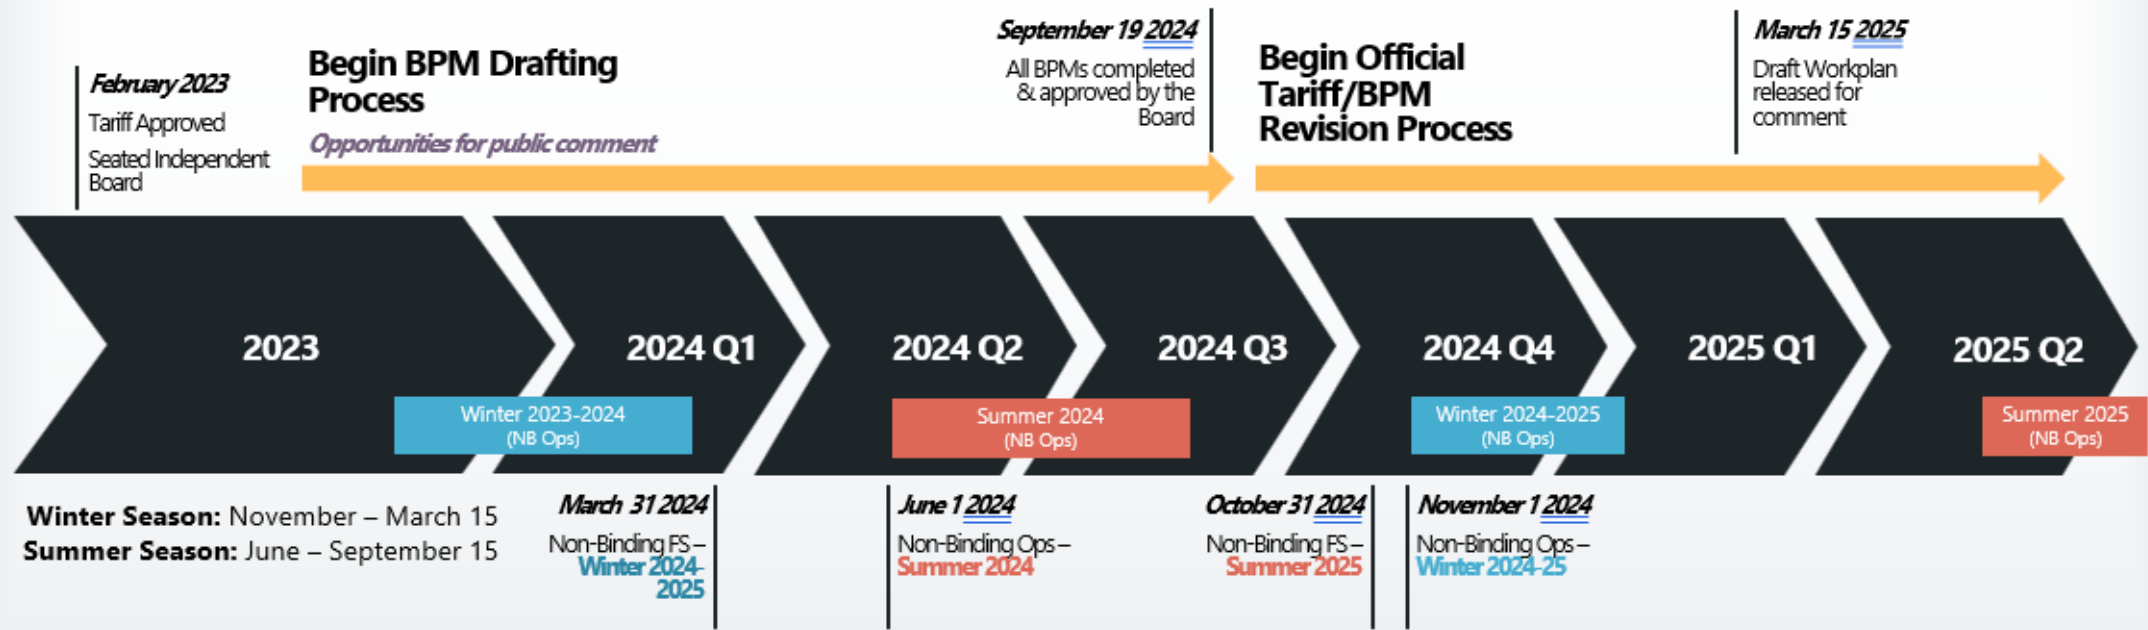 February 2023
Tariff Approved
Seated Independent
Board
Begin BPM Drafting
Process
Opportunities for public comment
September 19 2024
All BPMs completed
& approved by the
Board
Begin Official
Tariff/BPM
Revision Process
March 15 2025
Draft Workplan
released for
comment
2023
2024 Q1
2024 Q2
2024 Q3
2024 Q4
2025 Q1
2025 Q2
Winter 2023-2024
(NB Ops)
Summer 2024
(NB Ops)
Winter 2024-2025
(NB Ops)
Summer 2025
(NB Ops)
Winter Season: November – March 15
Summer Season: June – September 15
March 31 2024
Non-Binding FS –
Winter 2024-
2025
June 1 2024
Non-Binding Ops –
Summer 2024
October 31 2024
Non-Binding FS –
Summer 2025
November 1 2024
Non-Binding Ops –
Winter 2024-25